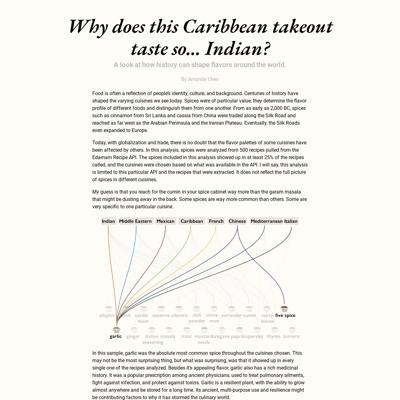 Why does this Caribbean takeout
taste so... Indian?
A look at how history can shape flavors around the world.
By Amanda Chen
Food is often a reflection of people's identity, culture, and background. Centuries of history have
shaped the varying cuisines we see today. Spices were of particular value; they determine the flavor
profile of different foods and distinguish them from one another. From as early as 2,000 BC, spices
such as cinnamon from Sri Lanka and cassia from China were traded along the Silk Road and
reached as far west as the Arabian Peninsula and the Iranian Plateau. Eventually, the Silk Roads
even expanded to Europe.
Today, with globalization and trade, there is no doubt that the flavor palettes of some cuisines have
been affected by others. In this analysis, spices were analyzed from 500 recipes pulled from the
Edamam Recipe API. The spices included in this analysis showed up in at least 25% of the recipes
called, and the cuisines were chosen based on what was available in the API. I will say, this analysis
is limited to this particular API and the recipes that were extracted. It does not reflect the full picture
of spices in different cuisines.
My guess is that you reach for the cumin in your spice cabinet way more than the garam masala
that might be dusting away in the back. Some spices are way more common than others. Some are
very specific to one particular cuisine.
Indian Middle Eastern Mexican Caribbean French Chinese Mediterranean Italian
five spice
garlic ginger
In this sample, garlic was the absolute most common spice throughout the cuisines chosen. This
may not be the most surprising thing, but what was surprising, was that it showed up in every
single one of the recipes analyzed. Besides it's appealing flavor, garlic also has a rich medicinal
history. It was a popular prescription among ancient physicians, used to treat pulmonary ailments,
fight against infection, and protect against toxins. Garlic is a resilient plant, with the ability to grow
almost anywhere and be stored for long periods of time. Its ancient, multi-purpose use and resilience might
be contributing factors to why it has stormed the culinary world.